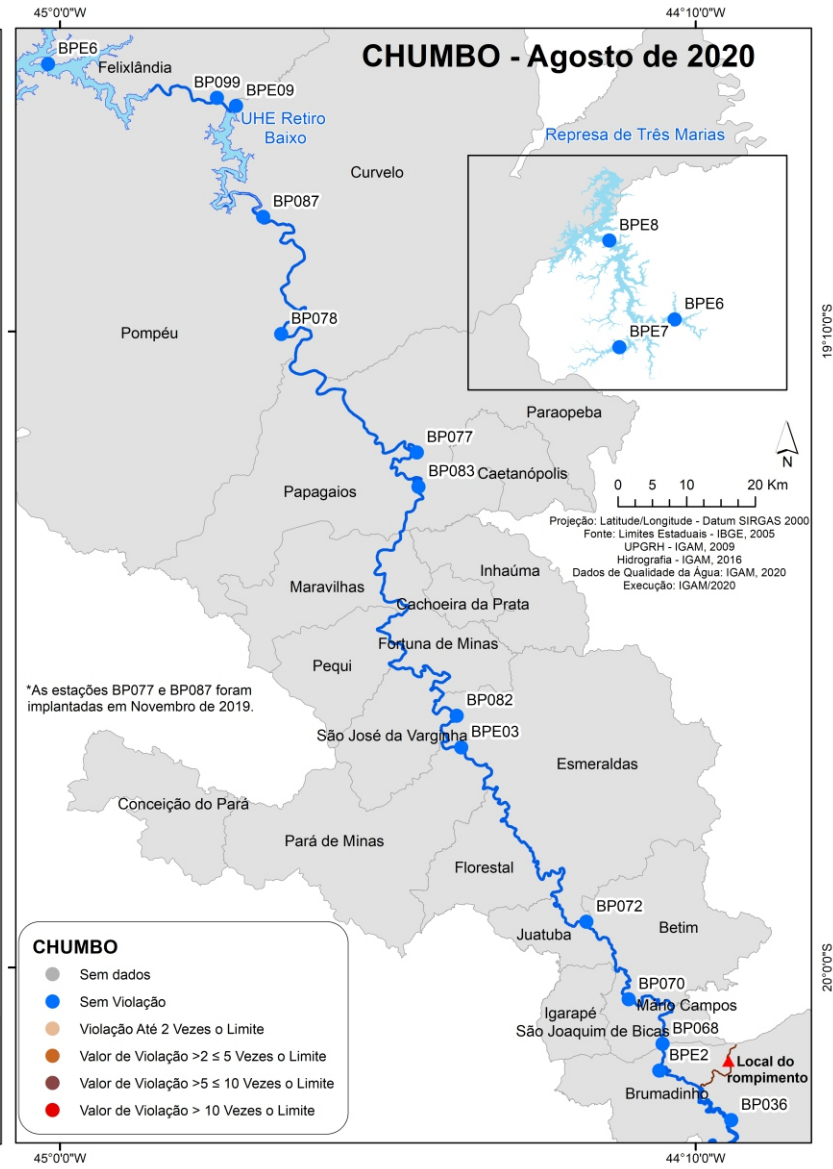 45°0'0"W
44°10'0"W
CHUMBO - Agosto de 2020
BPE6
Felixlândia
BP099
BPE09
UHE Retiro
Baixo
Represa de Três Marias
Curvelo
BP087
BPE8
BPE6
BPE7
BP078
Pompéu
19°10'0"S
Paraopeba
BP077
BP083
Caetanópolis
Papagaios
N
0 5 10 20 Km
Projeção: Latitude/Longitude - Datum SIRGAS 2000
Fonte: Limites Estaduais - IBGE, 2005
UPGRH - IGAM, 2009
Hidrografia - IGAM, 2016
Dados de Qualidade da Água: IGAM, 2020
Execução: IGAM/2020
Inhaúma
Maravilhas
Cachoeira da Prata
Fortuna de Minas
Pequi
*As estações BP077 e BP087 foram
implantadas em Novembro de 2019.
BP082
São José da Varginha
BPE03
Esmeraldas
Conceição do Pará
Pará de Minas
Florestal
BP072
Juatuba
Betim
20°0'0"S
BP070
Mário Campos
Igarapé
São Joaquim de Bicas
BP068
BPE2
Local do
rompimento
Brumadinho
BP036
CHUMBO
Sem dados
Sem Violação
Violação Até 2 Vezes o Limite
Valor de Violação >2 ≤ 5 Vezes o Limite
Valor de Violação >5 ≤ 10 Vezes o Limite
Valor de Violação > 10 Vezes o Limite
45°0'0"W
44°10'0"W